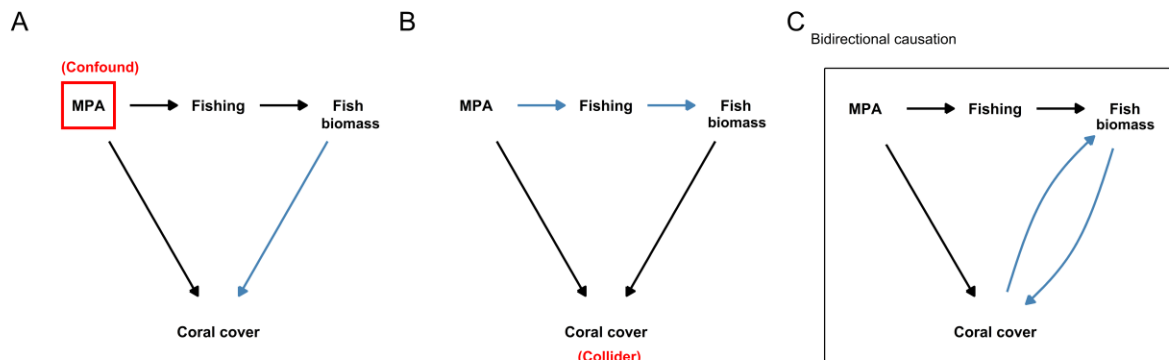 A
(Confound)
MPA
Fishing
Fish
biomass
Coral cover
B
MPA
Fishing
Fish
biomass
Coral cover
(Collider)
C
Bidirectional causation
MPA
Fishing
Fish
biomass
Coral cover